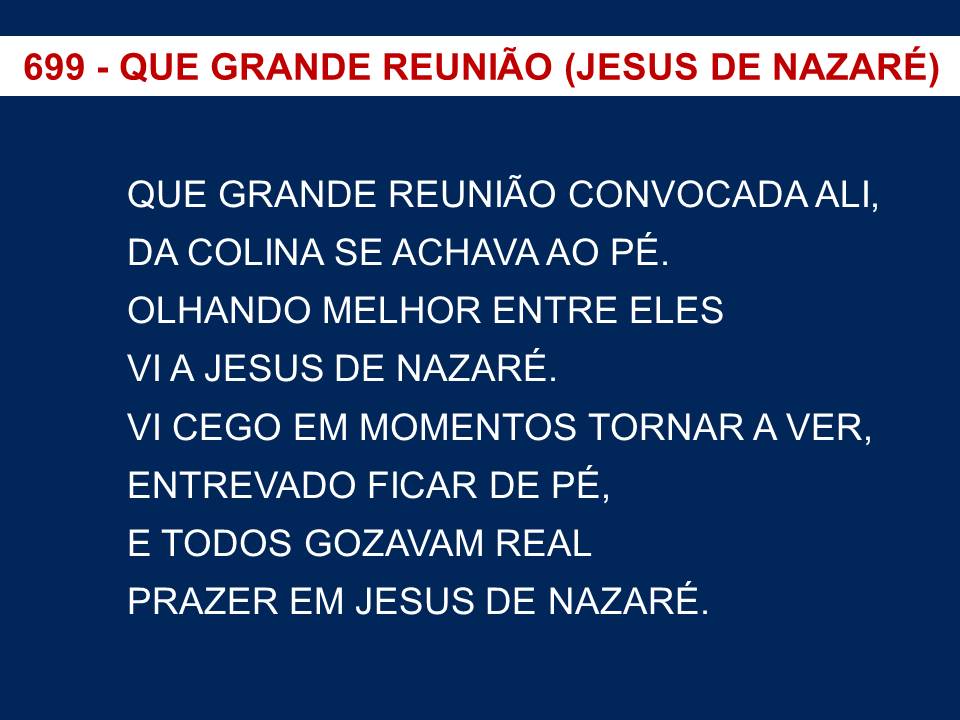 699 - QUE GRANDE REUNIÃO (JESUS DE NAZARÉ)
QUE GRANDE REUNIÃO CONVOCADA ALI,
DA COLINA SE ACHAVA AO PÉ.
OLHANDO MELHOR ENTRE ELES
VI A JESUS DE NAZARÉ.
VI CEGO EM MOMENTOS TORNAR A VER,
ENTREVADO FICAR DE PÉ,
E TODOS GOZAVAM REAL
PRAZER EM JESUS DE NAZARÉ.